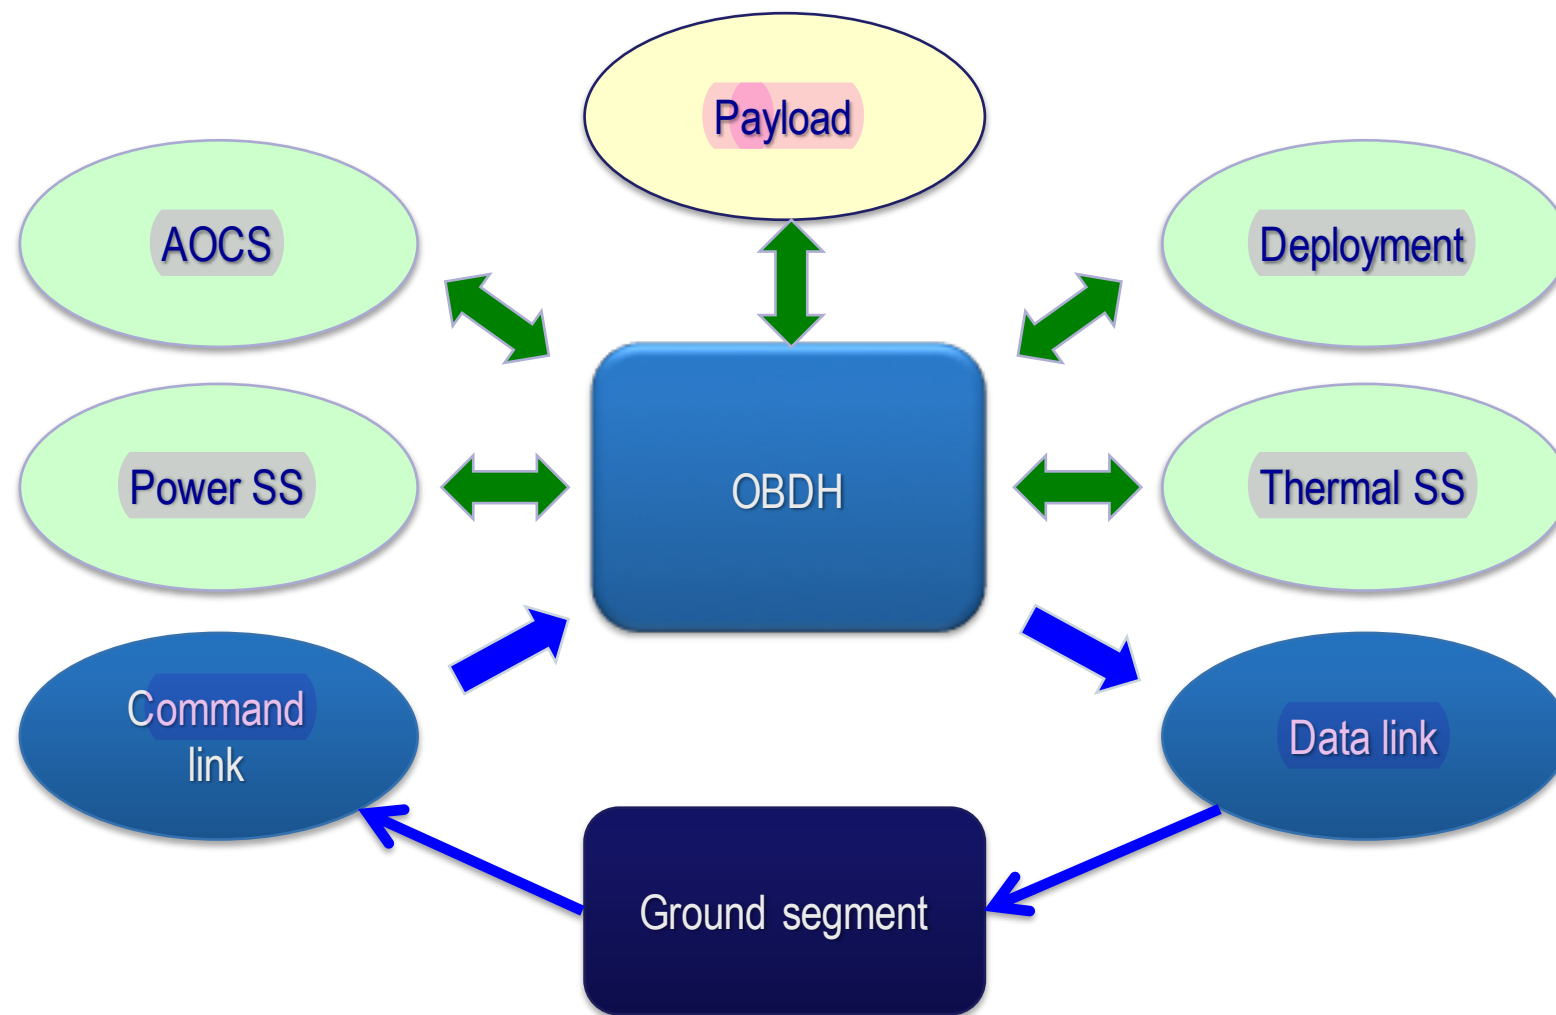 Payload
AOCS
Deployment
Power SS
OBDH
Thermal SS
Command
link
Data link
Ground segment